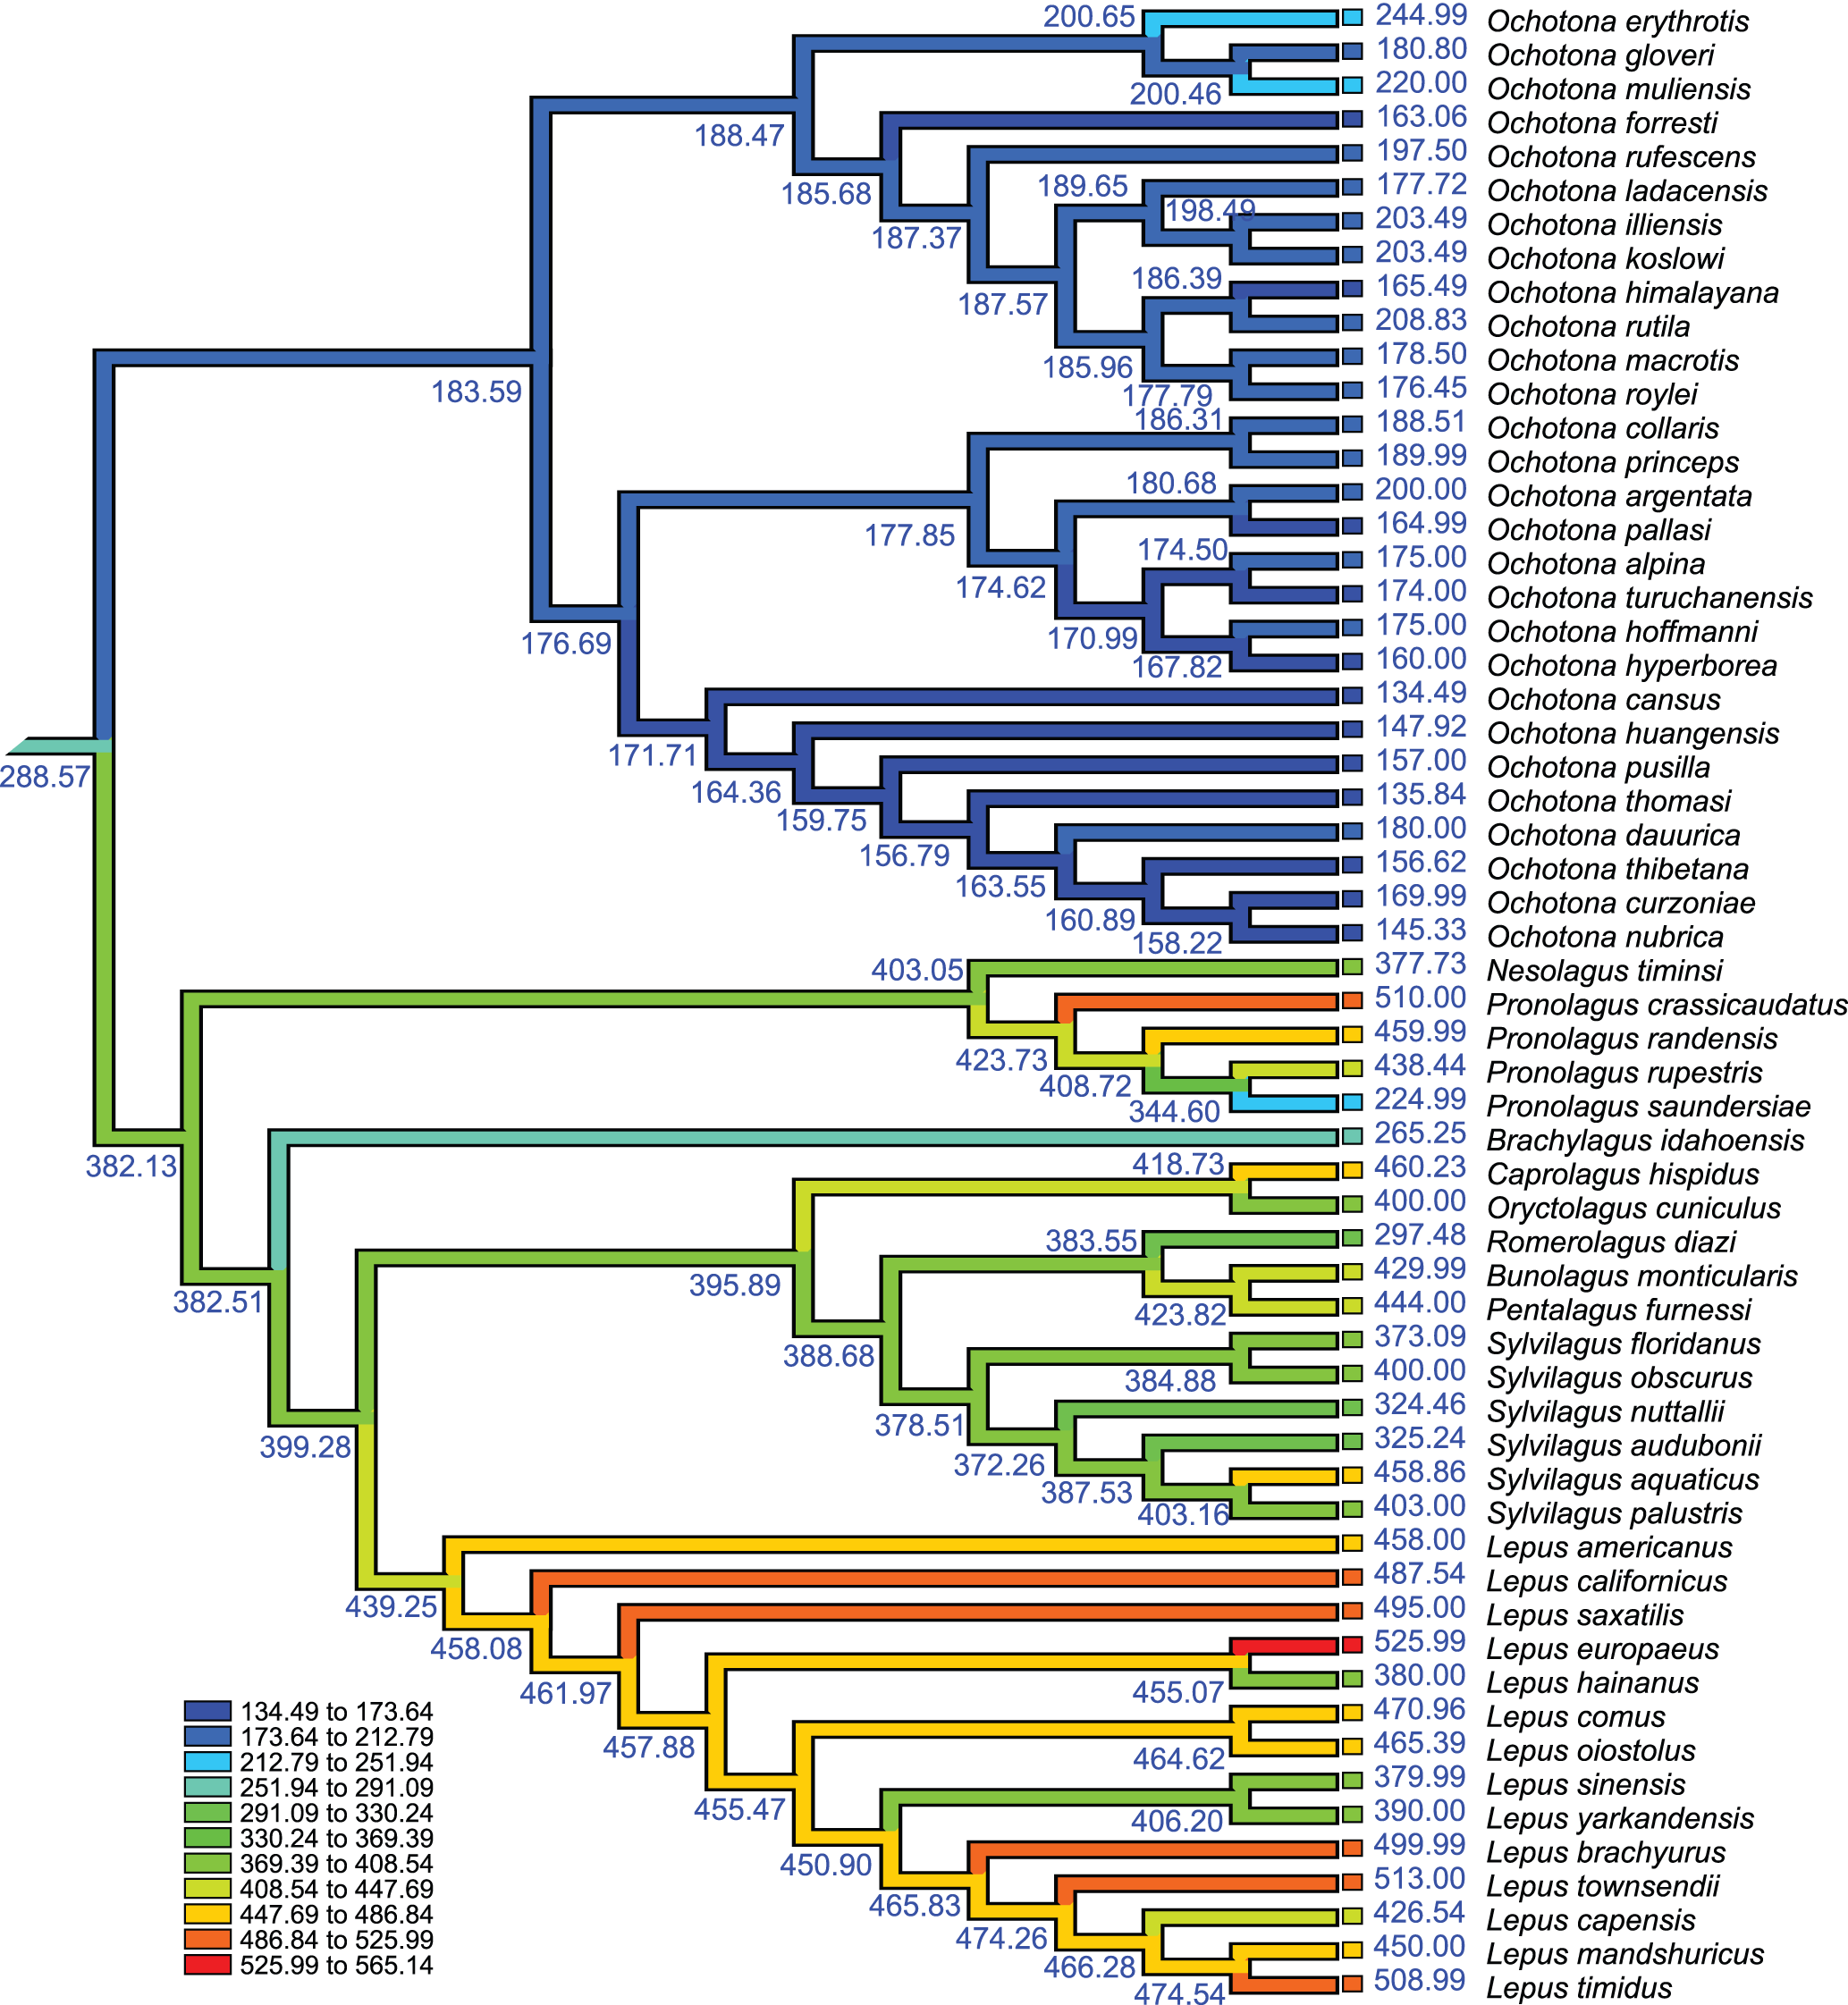 200.65
244.99 Ochotona erythrotis
180.80 Ochotona gloveri
200.46
220.00 Ochotona muliensis
188.47
163.06 Ochotona forresti
197.50 Ochotona rufescens
185.68
189.65
177.72 Ochotona ladacensis
198.49
203.49 Ochotona illiensis
187.37
203.49 Ochotona koslowi
186.39
165.49 Ochotona himalayana
187.57
208.83 Ochotona rutila
185.96
178.50 Ochotona macrotis
183.59
177.79
176.45 Ochotona roylei
186.31
188.51 Ochotona collaris
189.99 Ochotona princeps
180.68
200.00 Ochotona argentata
177.85
164.99 Ochotona pallasi
174.50
175.00 Ochotona alpina
174.62
174.00 Ochotona turuchanensis
176.69
170.99
175.00 Ochotona hoffmanni
167.82
160.00 Ochotona hyperborea
134.49 Ochotona cansus
171.71
147.92 Ochotona huangensis
288.57
164.36
157.00 Ochotona pusilla
159.75
135.84 Ochotona thomasi
156.79
180.00 Ochotona dauurica
163.55
156.62 Ochotona thibetana
160.89
169.99 Ochotona curzoniae
158.22
145.33 Ochotona nubrica
403.05
377.73 Nesolagus timinsi
510.00 Pronolagus crassicaudatus
423.73
459.99 Pronolagus randensis
408.72
438.44 Pronolagus rupestris
344.60
224.99 Pronolagus saundersiae
382.13
265.25 Brachylagus idahoensis
418.73
460.23 Caprolagus hispidus
400.00 Oryctolagus cuniculus
383.55
297.48 Romerolagus diazi
395.89
429.99 Bunolagus monticularis
382.51
423.82
444.00 Pentalagus furnessi
388.68
373.09 Sylvilagus floridanus
384.88
400.00 Sylvilagus obscurus
378.51
324.46 Sylvilagus nuttallii
399.28
372.26
325.24 Sylvilagus audubonii
387.53
458.86 Sylvilagus aquaticus
403.16
403.00 Sylvilagus palustris
458.00 Lepus americanus
439.25
487.54 Lepus californicus
458.08
495.00 Lepus saxatilis
525.99 Lepus europaeus
461.97
455.07
380.00 Lepus hainanus
457.88
470.96 Lepus comus
464.62
465.39 Lepus oiostolus
455.47
379.99 Lepus sinensis
406.20
390.00 Lepus yarkandensis
450.90
499.99 Lepus brachyurus
465.83
513.00 Lepus townsendii
474.26
426.54 Lepus capensis
466.28
450.00 Lepus mandshuricus
474.54
508.99 Lepus timidus
134.49 to 173.64
173.64 to 212.79
212.79 to 251.94
251.94 to 291.09
291.09 to 330.24
330.24 to 369.39
369.39 to 408.54
408.54 to 447.69
447.69 to 486.84
486.84 to 525.99
525.99 to 565.14